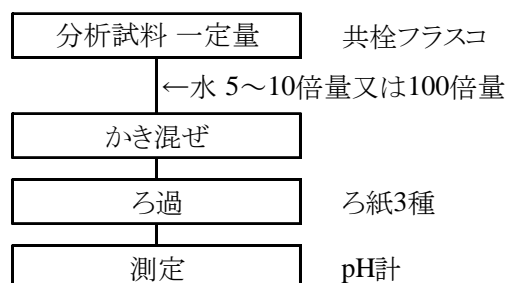 分析試料 一定量 共栓フラスコ
←水 5～10倍量又は100倍量
かき混ぜ
ろ過 ろ紙3種
測定 pH計